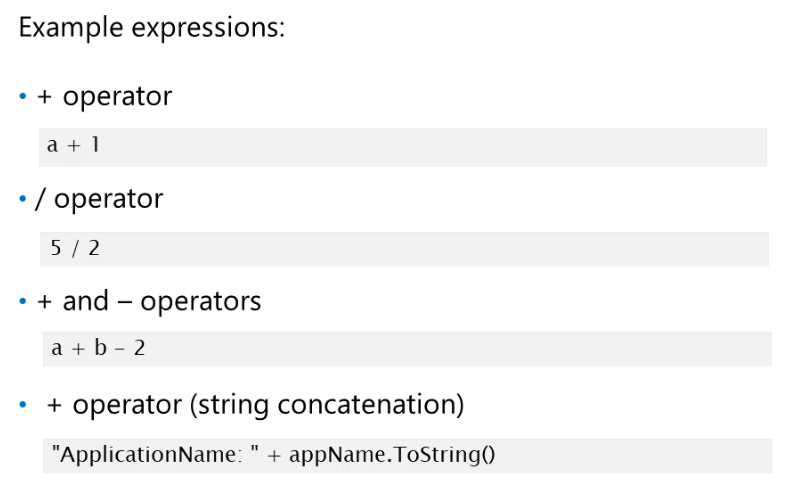 Example expressions:
• + operator
a + 1
• / operator
5 / 2
• + and – operators
a + b – 2
• + operator (string concatenation)
"ApplicationName: " + appName.ToString()